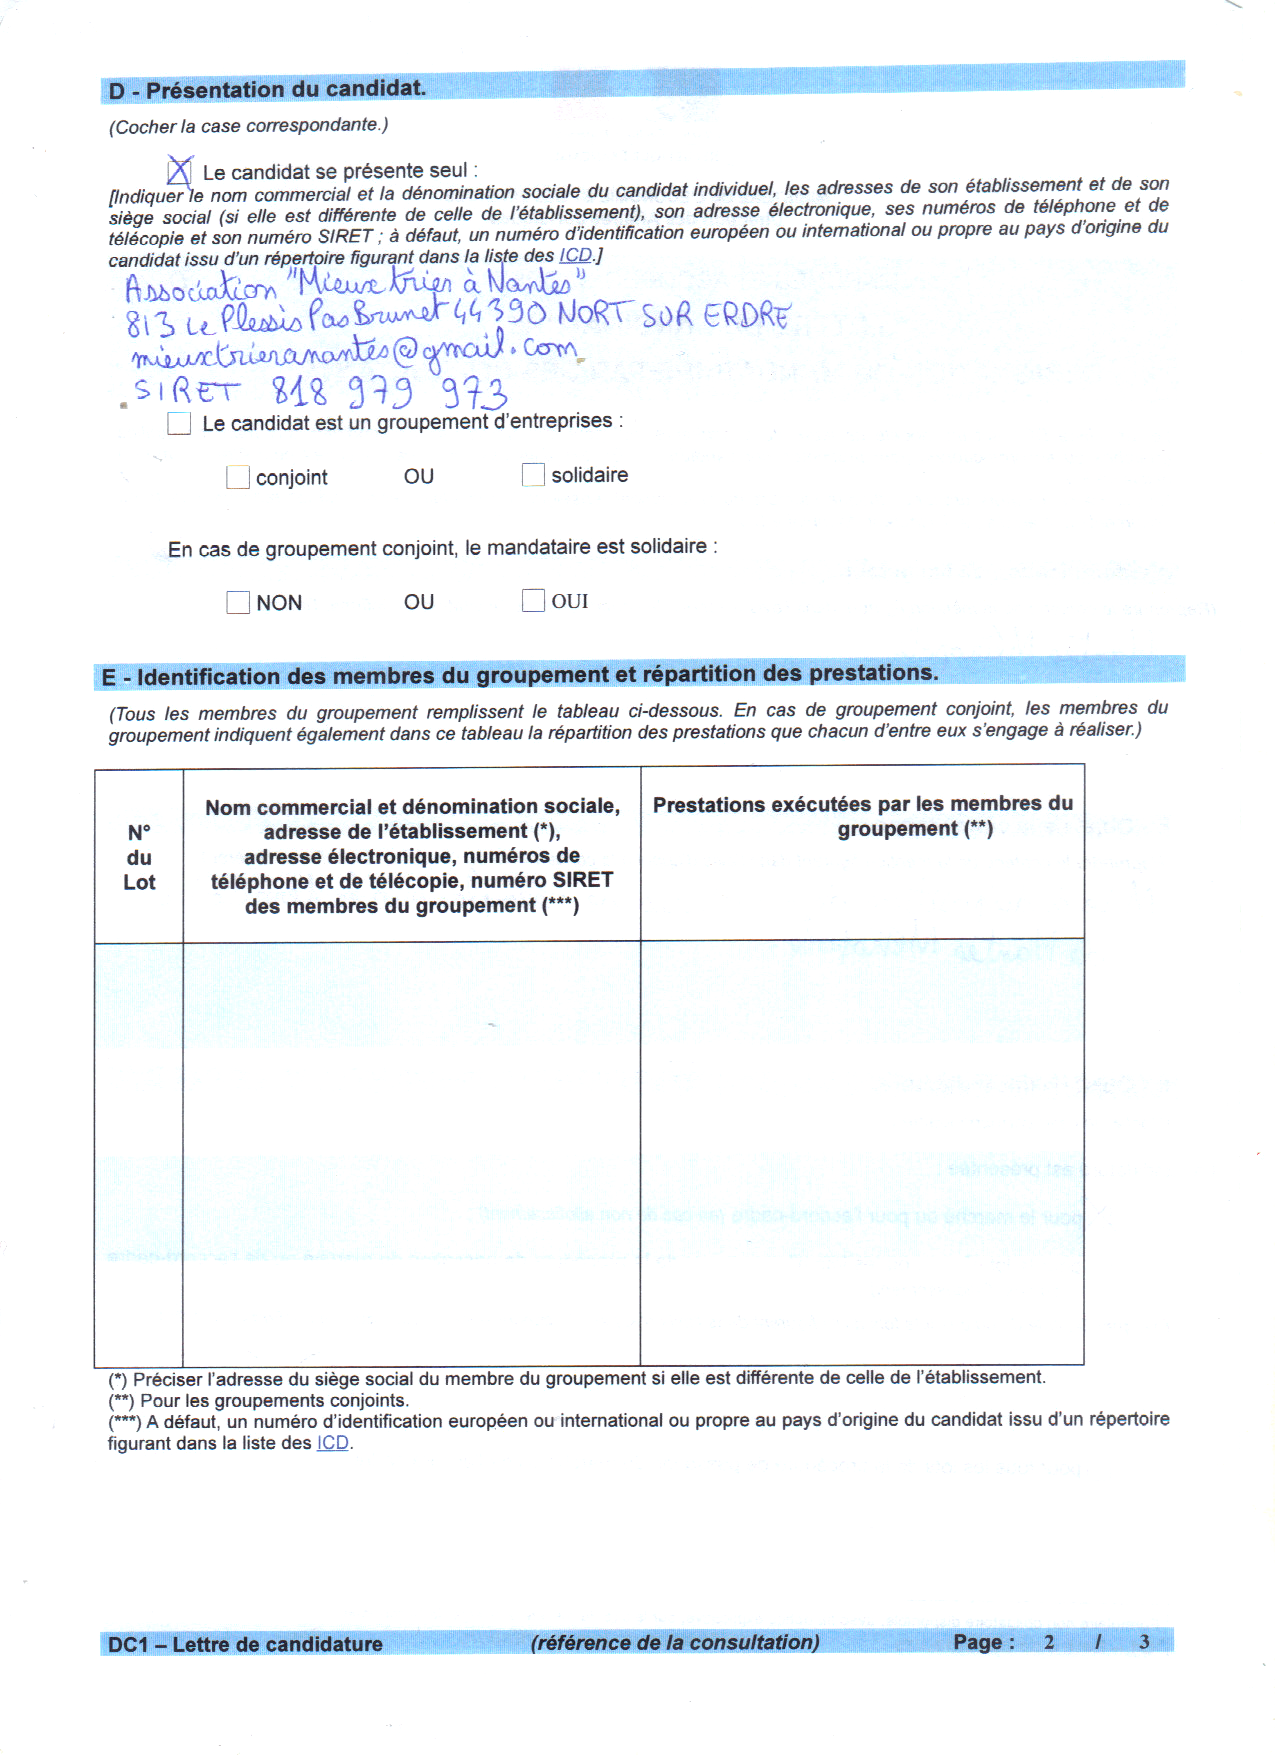 D - Présentation du candidat.
(Cocher la case correspondante.)
Le candidat se présente seul :
[Indiquer le nom commercial et la dénomination sociale du candidat individuel, les adresses de son établissement et de son
siège social (si elle est différente de celle de l'établissement), son adresse électronique, ses numéros de téléphone et de
télécopie et son numéro SIRET ; à défaut, un numéro d'identification européen ou international ou propre au pays d'origine du
candidat issu d'un répertoire figurant dans la liste des ICD.]
Association "Mieux trier à Nantes"
813 Le Plessis Pas Brunet 44390 NORT SUR ERDRE
mieuxtrieranantes@gmail.com
SIRET 818 979 973
Le candidat est un groupement d'entreprises :
conjoint OU solidaire
En cas de groupement conjoint, le mandataire est solidaire :
NON OU OUI
E - Identification des membres du groupement et répartition des prestations.
(Tous les membres du groupement remplissent le tableau ci-dessous. En cas de groupement conjoint, les membres du
groupement indiquent également dans ce tableau la répartition des prestations que chacun d'entre eux s'engage à réaliser.)
N°
du
Lot
Nom commercial et dénomination sociale,
adresse de l'établissement (*),
adresse électronique, numéros de
téléphone et de télécopie, numéro SIRET
des membres du groupement (***)
Prestations exécutées par les membres du
groupement (**)
(*) Préciser l'adresse du siège social du membre du groupement si elle est différente de celle de l'établissement.
(**) Pour les groupements conjoints.
(***) A défaut, un numéro d'identification européen ou international ou propre au pays d'origine du candidat issu d'un répertoire
figurant dans la liste des ICD.
DC1 – Lettre de candidature (référence de la consultation) Page : 2 / 3